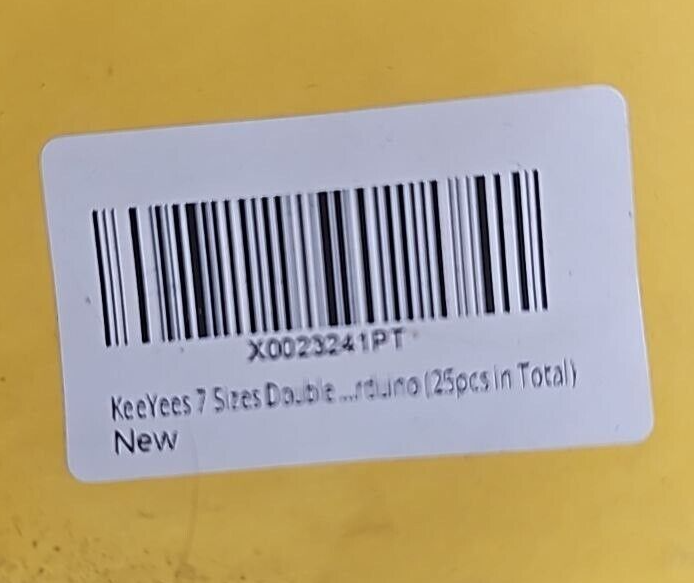 X0023241PT
KeeYees 7 Sizes Double ...rduino (25pcs in Total)
New